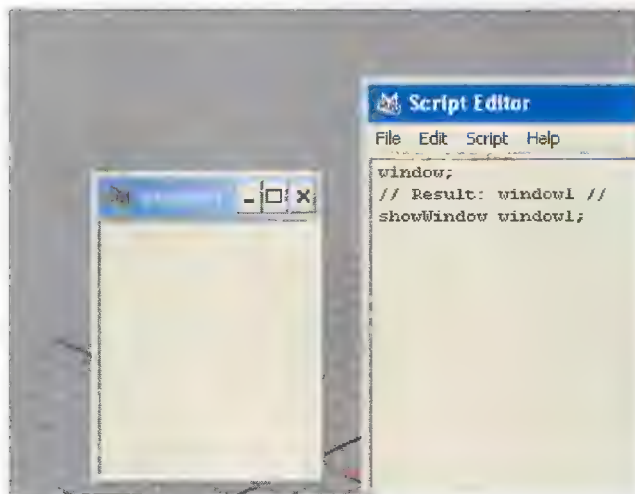 Script Editor
File Edit Script Help
window;
// Result: window1 //
showWindow window1;